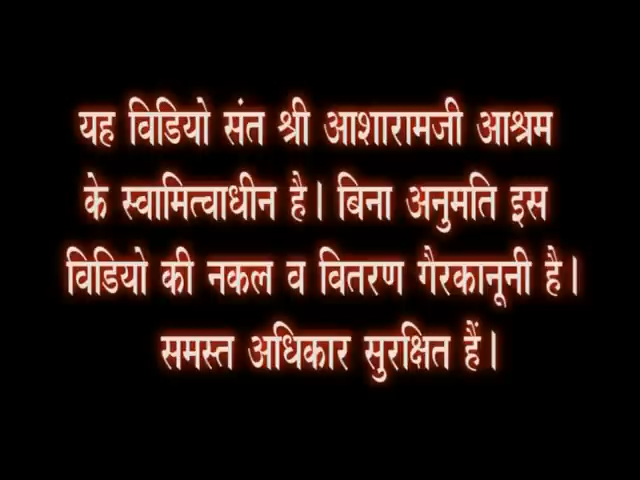 यह विडियो संत श्री आशारामजी आश्रम
के स्वामित्वाधीन है। बिना अनुमति इस
विडियो की नकल व वितरण गैरकानूनी है।
समस्त अधिकार सुरक्षित हैं।